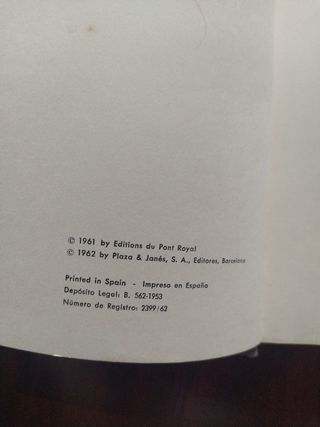 © 1961 by Editions du Pont Royal
© 1962 by Plaza & Janés, S. A., Editores, Barcelona
Printed in Spain - Impreso en España
Depósito Legal: B. 562-1953
Número de Registro: 2399/62